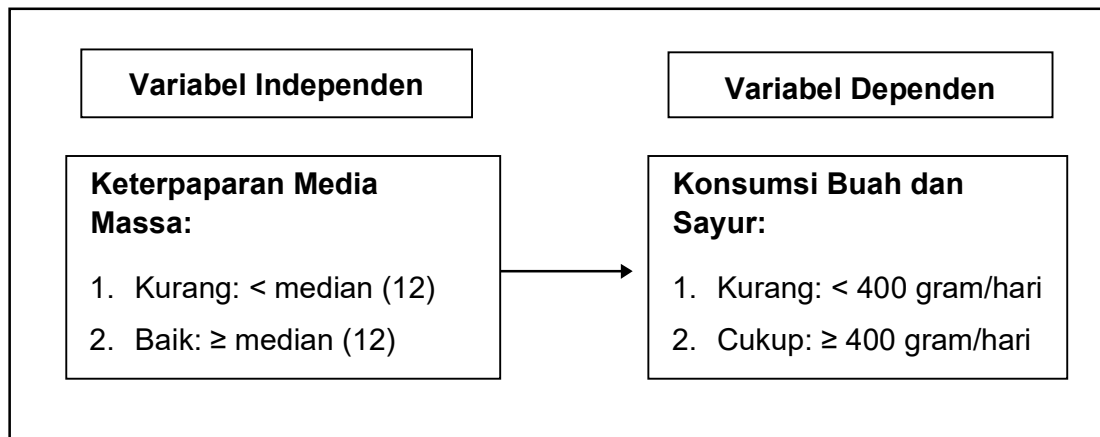 Variabel Independen
Variabel Dependen
Keterpaparan Media
Massa:
1. Kurang: < median (12)
2. Baik: ≥ median (12)
Konsumsi Buah dan
Sayur:
1. Kurang: < 400 gram/hari
2. Cukup: ≥ 400 gram/hari